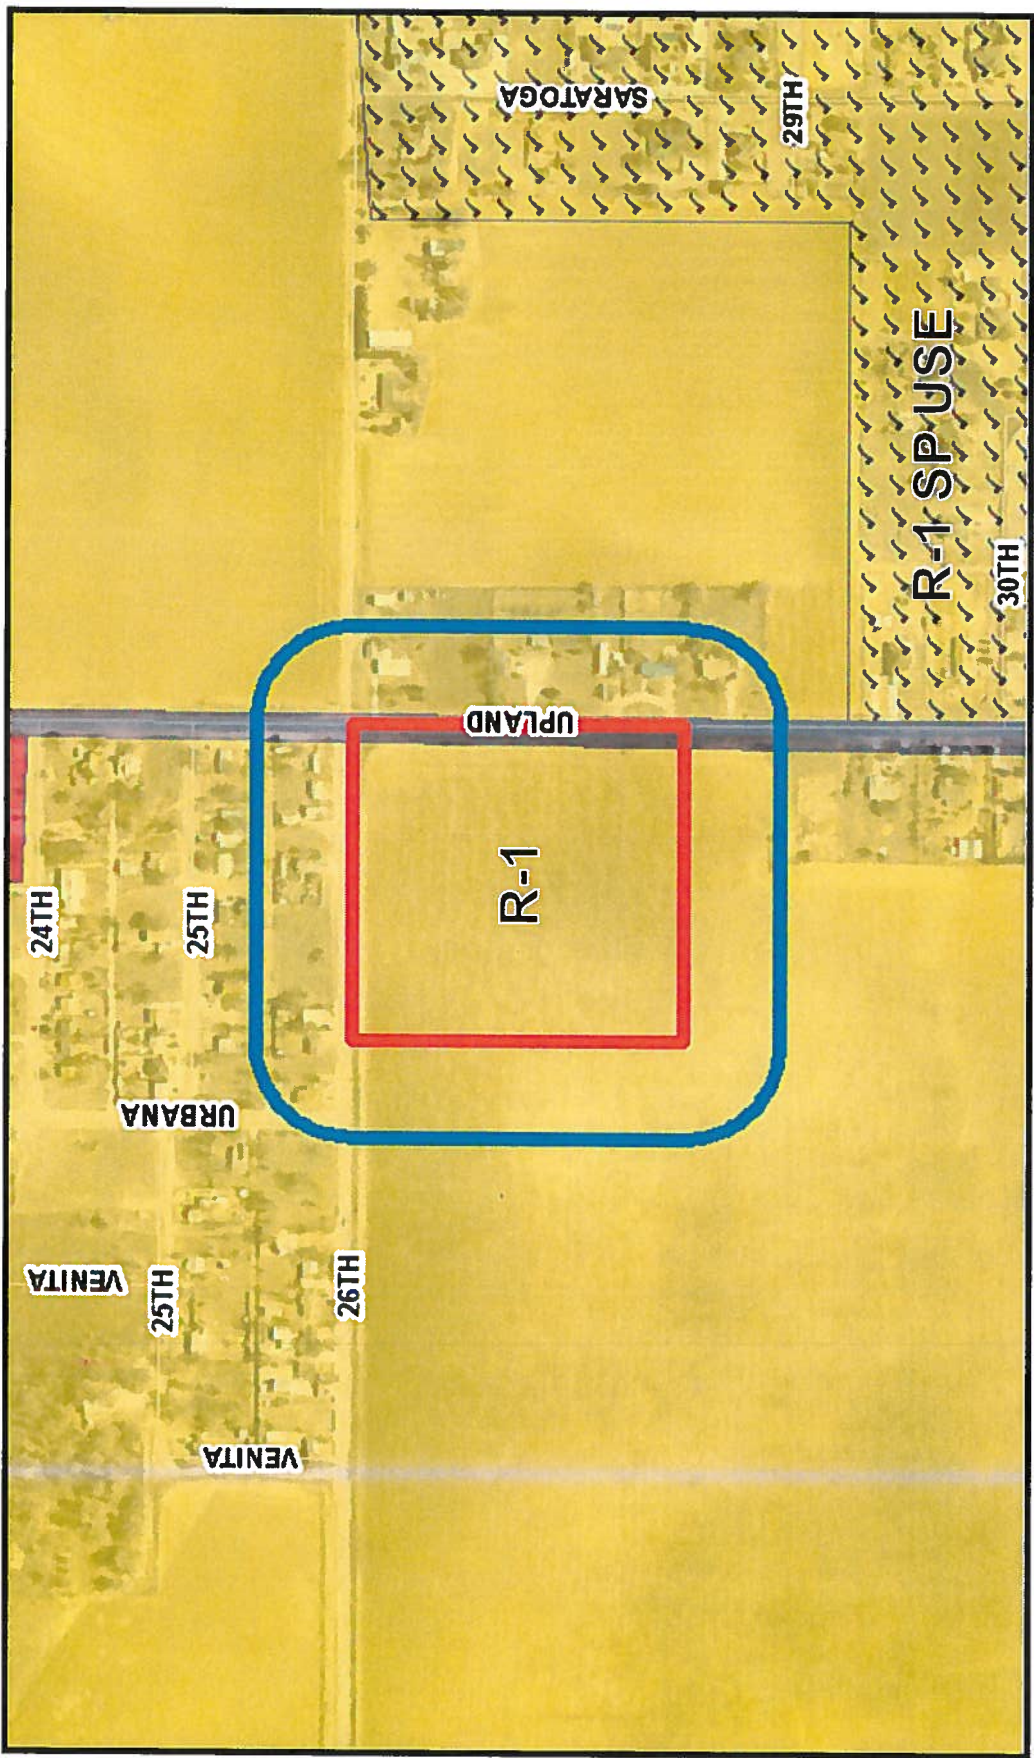 SARATOGA
29TH
R-1 SP USE
30TH
UPLAND
R-1
24TH
25TH
URBANA
VENITA
25TH
26TH
VENITA